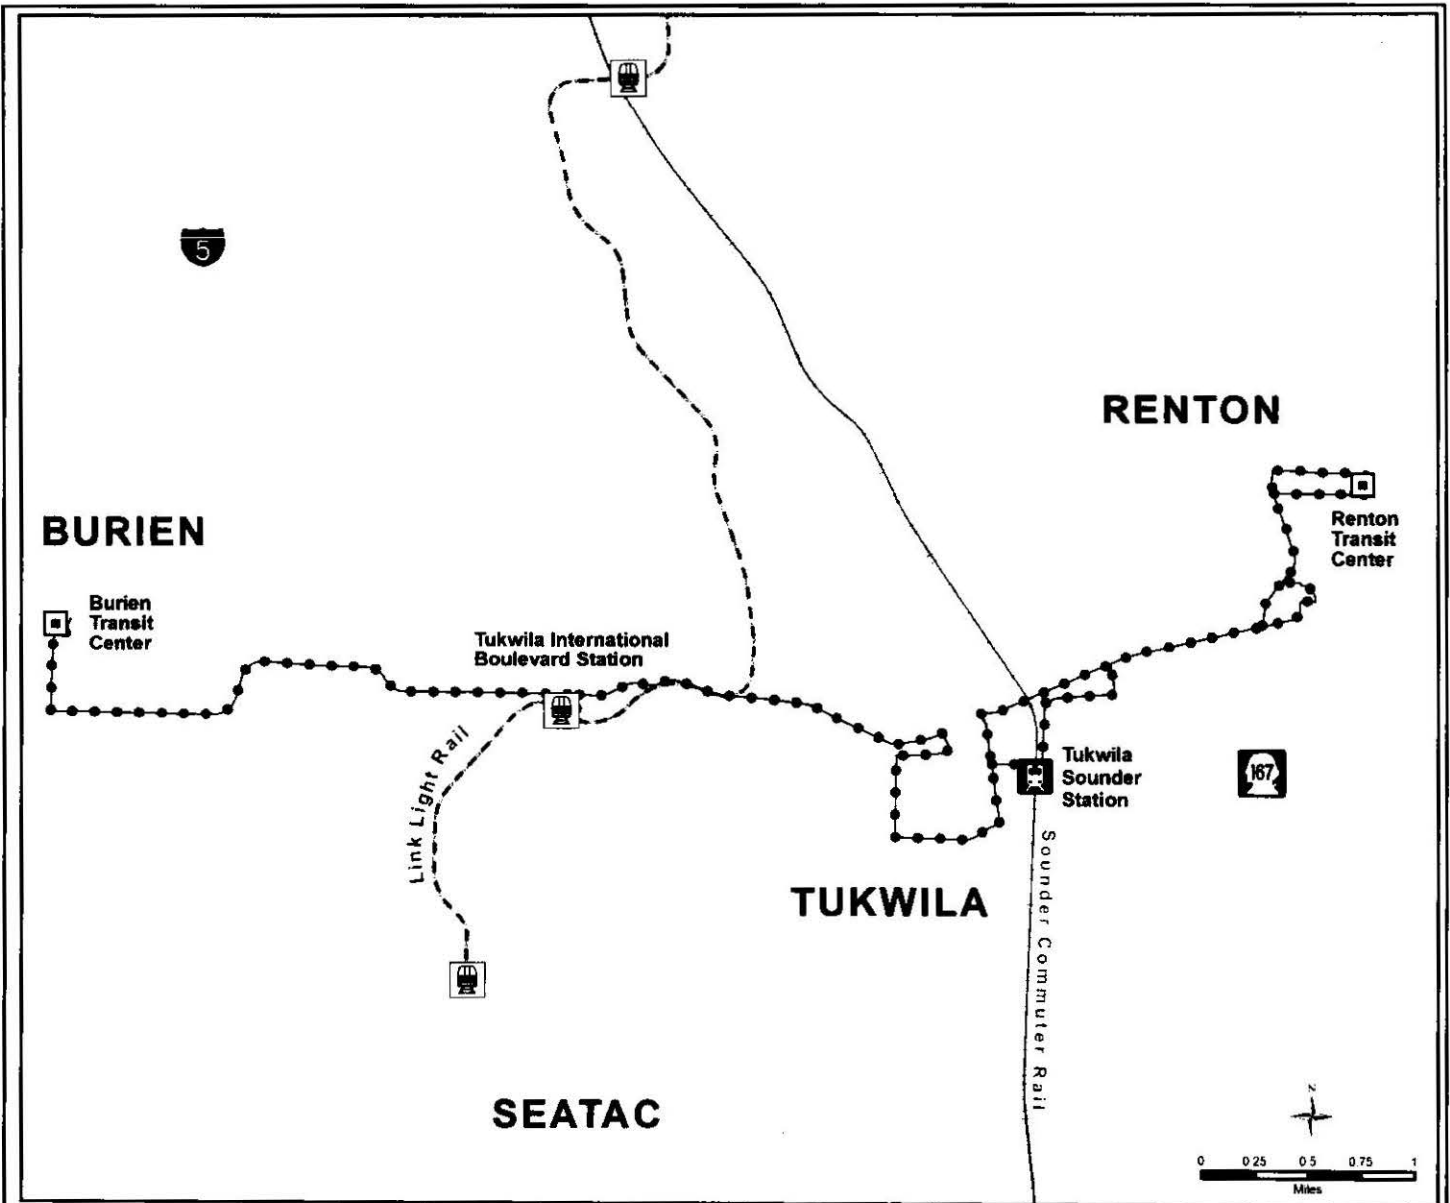 5
RENTON
BURIEN
Renton
Transit
Center
Burien
Transit
Center
Tukwila International
Boulevard Station
Link Light Rail
Tukwila
Sounder
Station
167
Sounder Commuter Rail
TUKWILA
SEATAC
Z
0 0 25 0 5 0.75 1
Miles